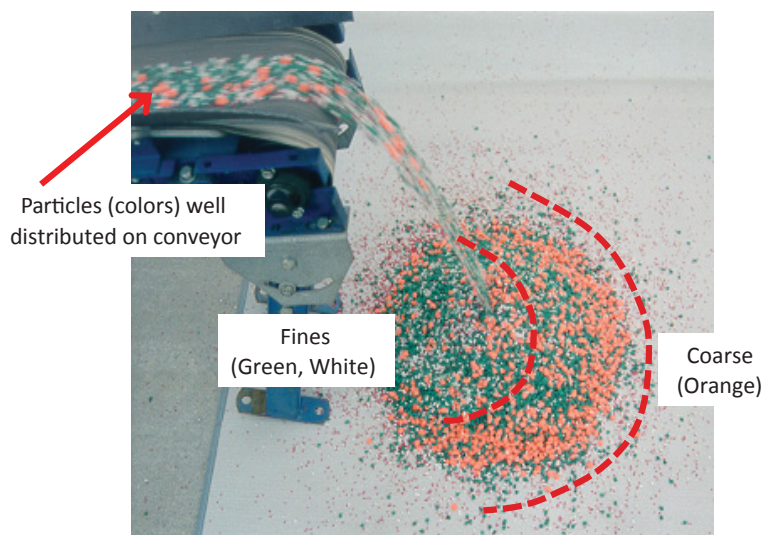 Particles (colors) well
distributed on conveyor
Fines
(Green, White)
Coarse
(Orange)